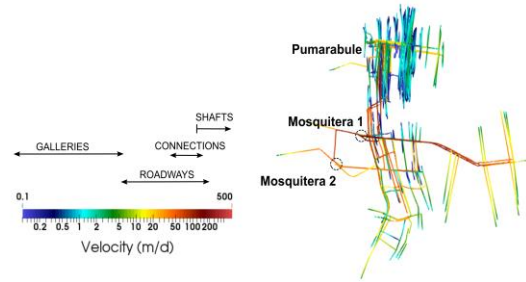 Pumarabule
SHAFTS
Mosquitera 1
GALLERIES
CONNECTIONS
ROADWAYS
Mosquitera 2
0.1
500
0.2 0.5 1 2 5 10 20 50 100 200
Velocity (m/d)